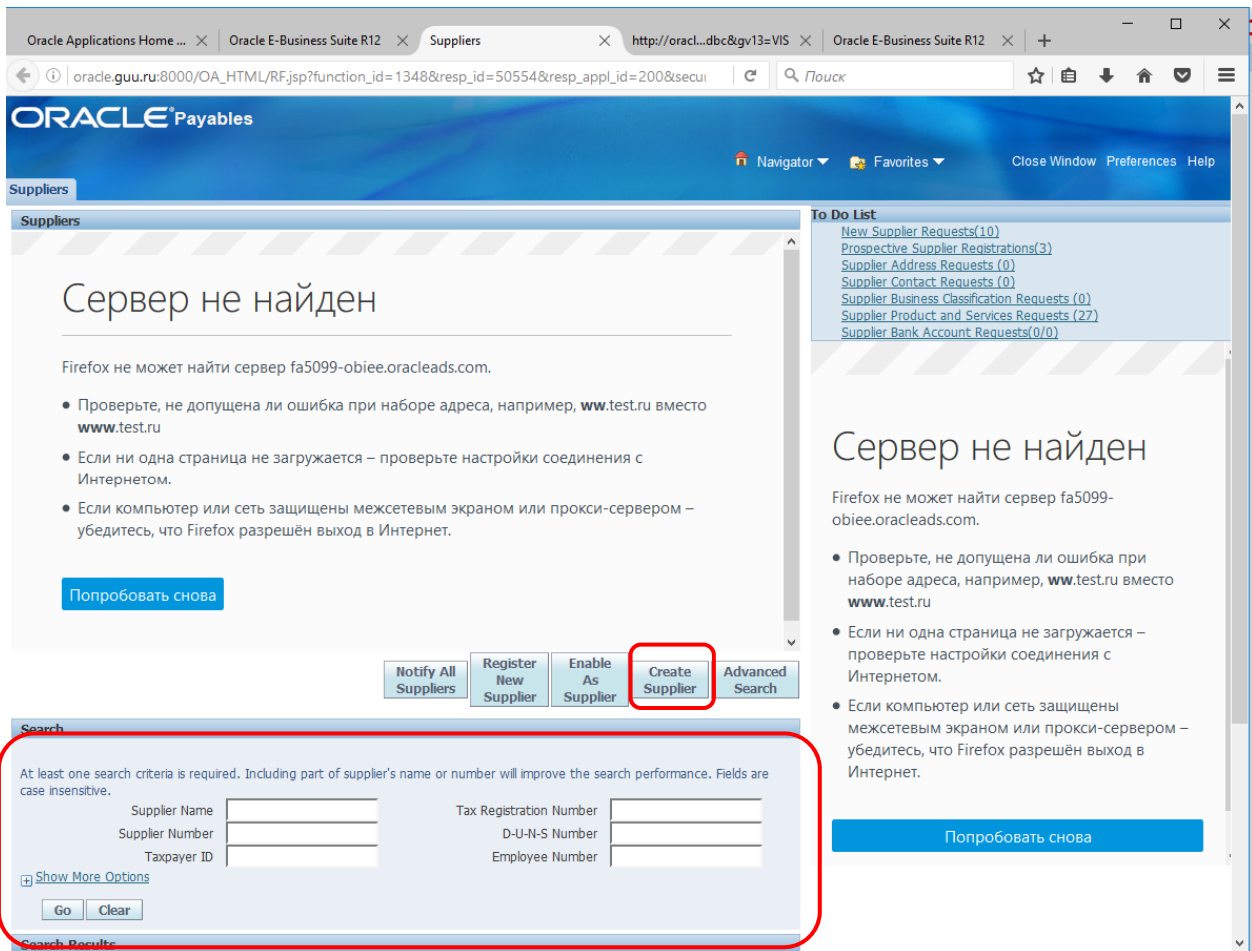 Oracle Applications Home ...
Oracle E-Business Suite R12
Suppliers
http://oracl...dbc&gv13=VIS
Oracle E-Business Suite R12
oracle.guu.ru:8000/OA_HTML/RF.jsp?function_id=1348&resp_id=50554&resp_appl_id=200&secui
Поиск
ORACLE® Payables
Navigator
Favorites
Close Window Preferences Help
Suppliers
Suppliers
Сервер не найден
Firefox не может найти сервер fa5099-obiee.oracleads.com.
• Проверьте, не допущена ли ошибка при наборе адреса, например, ww.test.ru вместо
www.test.ru
• Если ни одна страница не загружается – проверьте настройки соединения с
Интернетом.
• Если компьютер или сеть защищены межсетевым экраном или прокси-сервером –
убедитесь, что Firefox разрешён выход в Интернет.
Попробовать снова
To Do List
New Supplier Requests(10)
Prospective Supplier Registrations(3)
Supplier Address Requests (0)
Supplier Contact Requests (0)
Supplier Business Classification Requests (0)
Supplier Product and Services Requests (27)
Supplier Bank Account Requests(0/0)
Сервер не найден
Firefox не может найти сервер fa5099-
obiee.oracleads.com.
• Проверьте, не допущена ли ошибка при
наборе адреса, например, ww.test.ru вместо
www.test.ru
• Если ни одна страница не загружается –
проверьте настройки соединения с
Интернетом.
• Если компьютер или сеть защищены
межсетевым экраном или прокси-сервером –
убедитесь, что Firefox разрешён выход в
Интернет.
Попробовать снова
Notify All
Suppliers
Register
New
Supplier
Enable
As
Supplier
Create
Supplier
Advanced
Search
Search
At least one search criteria is required. Including part of supplier's name or number will improve the search performance. Fields are
case insensitive.
Supplier Name
Tax Registration Number
Supplier Number
D-U-N-S Number
Taxpayer ID
Employee Number
Show More Options
Go
Clear
Search Results